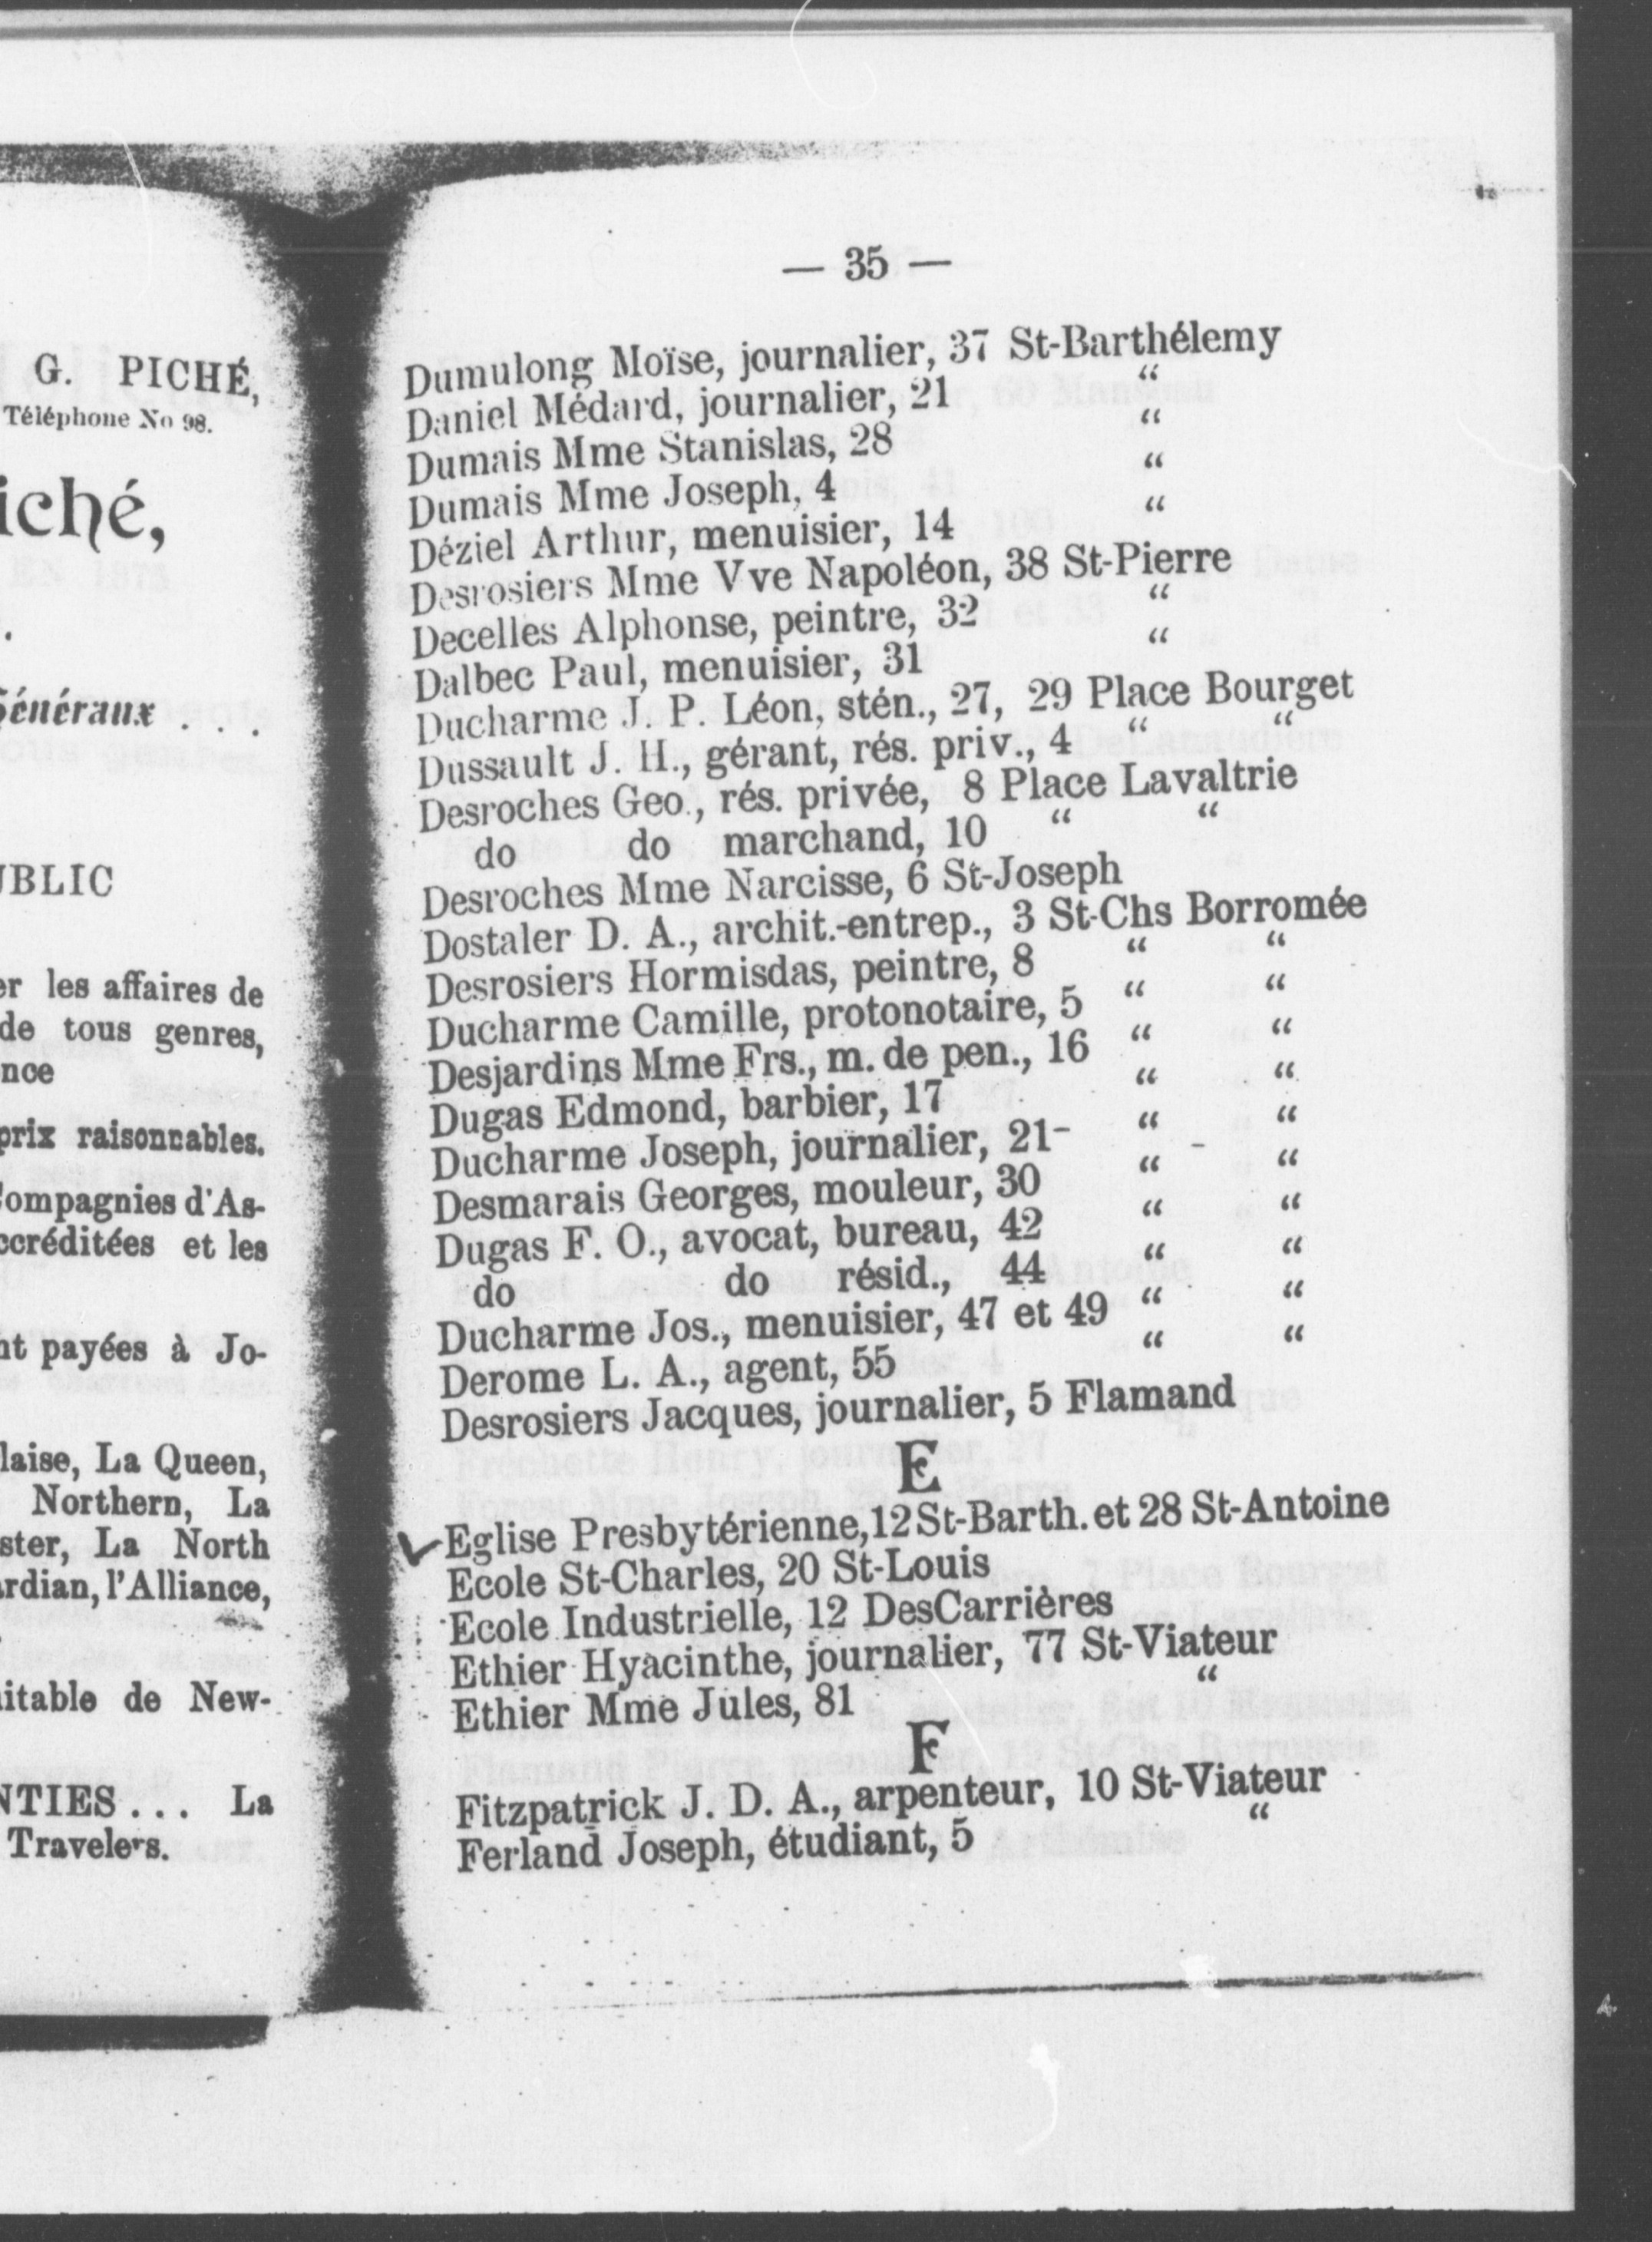 G. PICHÉ,
Téléphone No 98.
iché,
Généraux . . .
UBLIC
er les affaires de
de tous genres,
nce
prix raisonnables.
Compagnies d'As-
ccréditées et les
nt payées à Jo-
laise, La Queen,
Northern, La
ster, La North
ardian, l'Alliance,
uitable de New-
NTIES... La
Travelers.
— 35 —
Dumulong Moïse, journalier, 37 St-Barthélemy
Daniel Médard, journalier, 21 “
Dumais Mme Stanislas, 28 “
Dumais Mme Joseph, 4 “
Déziel Arthur, menuisier, 14 “
Desrosiers Mme Vve Napoléon, 38 St-Pierre
Decelles Alphonse, peintre, 32 “
Dalbec Paul, menuisier, 31 “
Ducharme J. P. Léon, stén., 27, 29 Place Bourget
Dussault J. H., gérant, rés. priv., 4 “ “
Desroches Geo., rés. privée, 8 Place Lavaltrie
do do marchand, 10 “ “
Desroches Mme Narcisse, 6 St-Joseph
Dostaler D. A., archit.-entrep., 3 St-Chs Borromée
Desrosiers Hormisdas, peintre, 8 “ “
Ducharme Camille, protonotaire, 5 “ “
Desjardins Mme Frs., m. de pen., 16 “ “
Dugas Edmond, barbier, 17 “ “
Ducharme Joseph, journalier, 21- “ “
Desmarais Georges, mouleur, 30 “ “
Dugas F. O., avocat, bureau, 42 “ “
do do résid., 44 “ “
Ducharme Jos., menuisier, 47 et 49 “ “
Derome L. A., agent, 55 “ “
Desrosiers Jacques, journalier, 5 Flamand
E
Eglise Presbytérienne, 12 St-Barth. et 28 St-Antoine
Ecole St-Charles, 20 St-Louis
Ecole Industrielle, 12 DesCarrières
Ethier Hyacinthe, journalier, 77 St-Viateur
Ethier Mme Jules, 81 “
F
Fitzpatrick J. D. A., arpenteur, 10 St-Viateur
Ferland Joseph, étudiant, 5 “